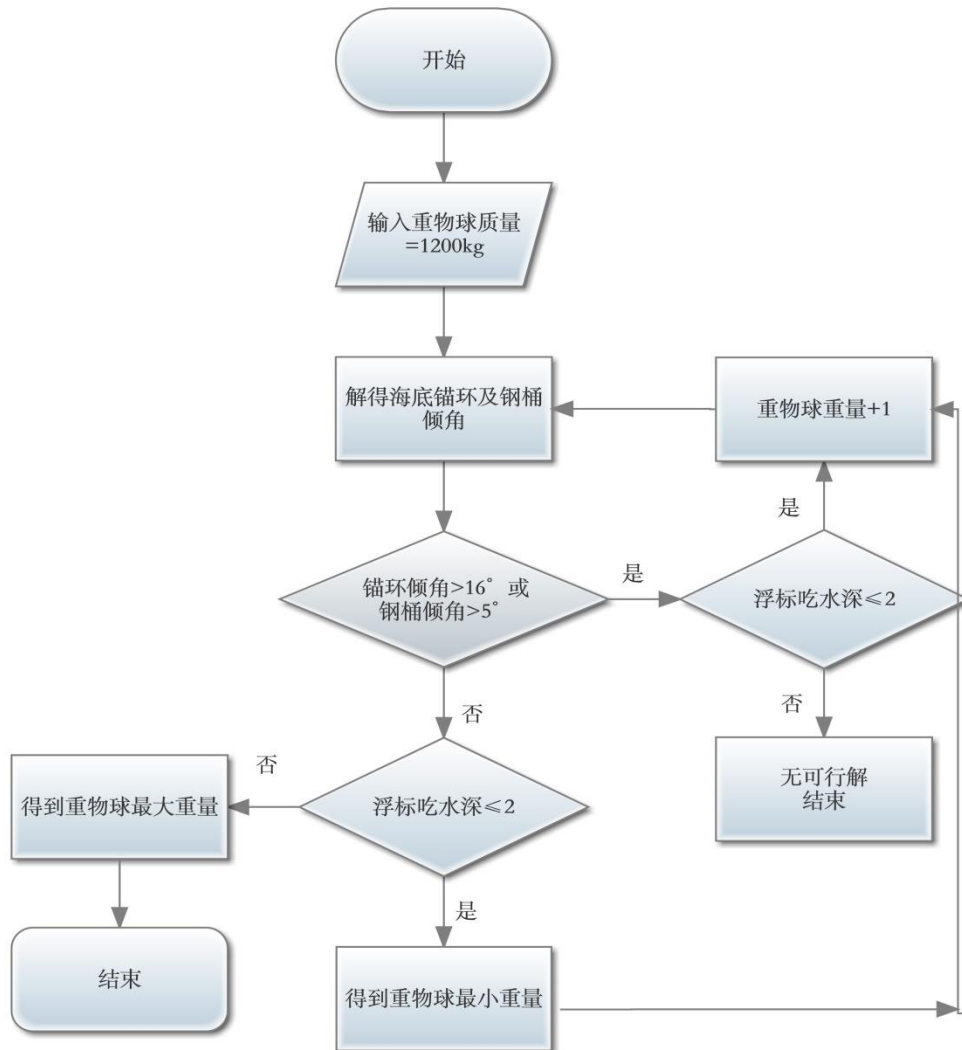 开始
输入重物球质量
=1200kg
解得海底锚环及钢桶
倾角
重物球重量+1
是
锚环倾角>16°或
钢桶倾角>5°
是
浮标吃水深≤2
否
否
无可行解
结束
否
得到重物球最大重量
浮标吃水深≤2
是
结束
得到重物球最小重量